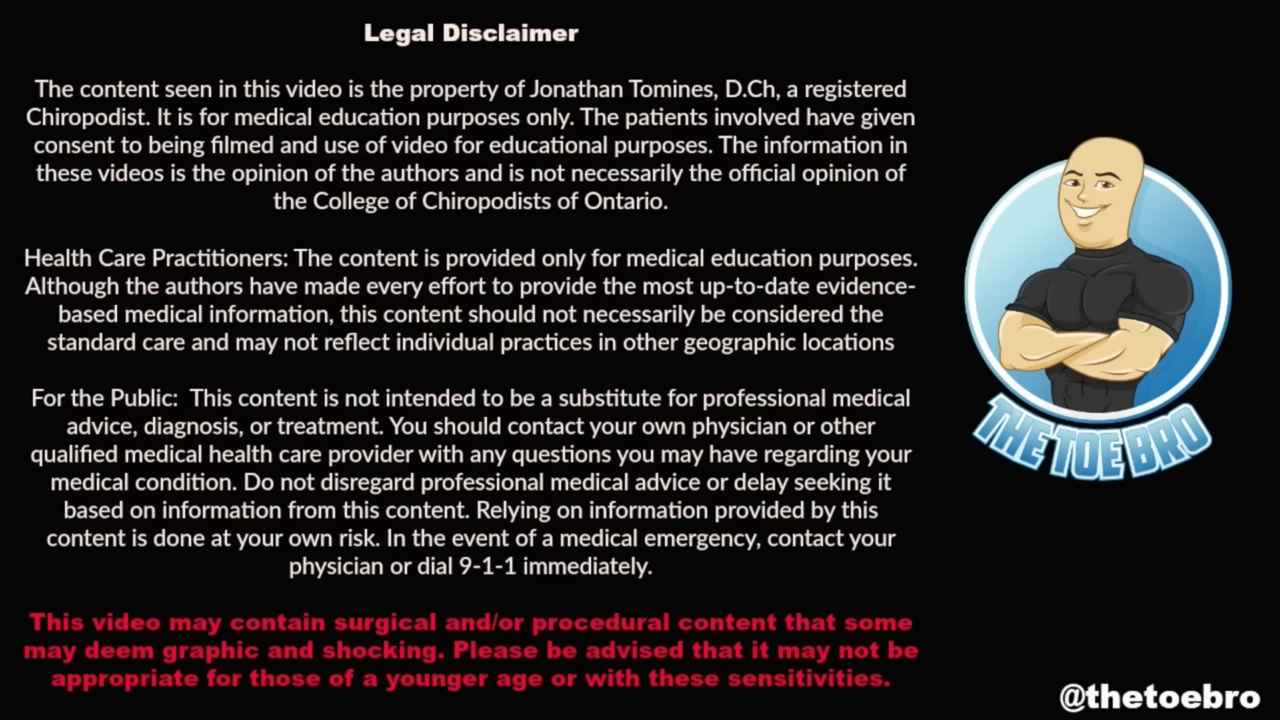 Legal Disclaimer
The content seen in this video is the property of Jonathan Tomines, D.Ch, a registered
Chiropodist. It is for medical education purposes only. The patients involved have given
consent to being filmed and use of video for educational purposes. The information in
these videos is the opinion of the authors and is not necessarily the official opinion of
the College of Chiropodists of Ontario.
Health Care Practitioners: The content is provided only for medical education purposes.
Although the authors have made every effort to provide the most up-to-date evidence-
based medical information, this content should not necessarily be considered the
standard care and may not reflect individual practices in other geographic locations
For the Public:  This content is not intended to be a substitute for professional medical
advice, diagnosis, or treatment. You should contact your own physician or other
qualified medical health care provider with any questions you may have regarding your
medical condition. Do not disregard professional medical advice or delay seeking it
based on information from this content. Relying on information provided by this
content is done at your own risk. In the event of a medical emergency, contact your
physician or dial 9-1-1 immediately.
This video may contain surgical and/or procedural content that some
may deem graphic and shocking. Please be advised that it may not be
appropriate for those of a younger age or with these sensitivities.
THE TOE BRO
@thetoebro